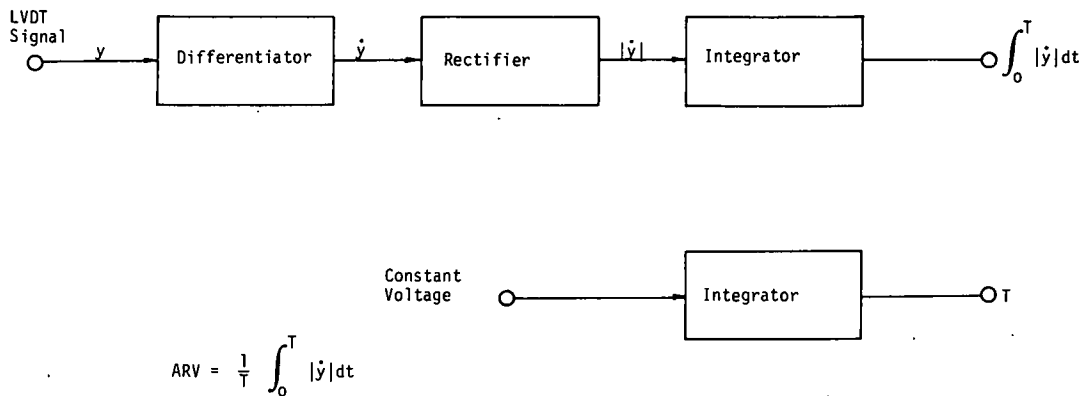 LVDT
Signal
y
Differentiator
ẏ
Rectifier
|ẏ|
Integrator
∫₀ᵀ |ẏ|dt
Constant
Voltage
Integrator
T
ARV = 1/T ∫₀ᵀ |ẏ|dt